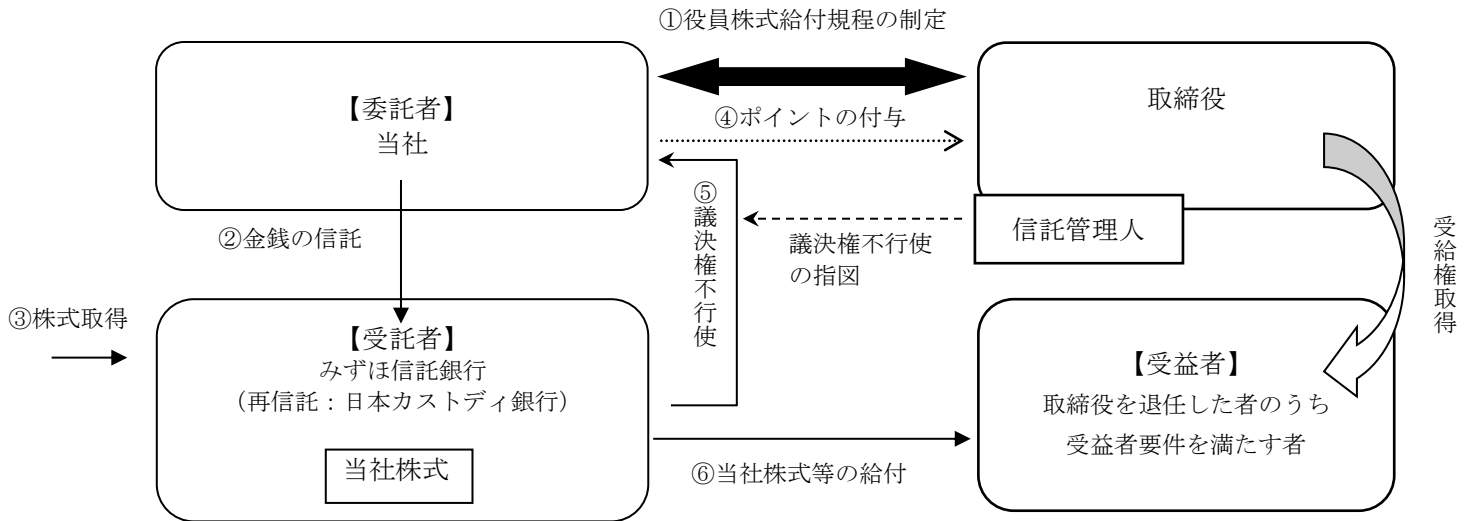 ①役員株式給付規程の制定
【委託者】
当社
取締役
④ポイントの付与
⑤議決権不行使
信託管理人
議決権不行使
の指図
②金銭の信託
受給権取得
③株式取得
【受託者】
みずほ信託銀行
（再信託：日本カストディ銀行）
当社株式
【受益者】
取締役を退任した者のうち
受益者要件を満たす者
⑥当社株式等の給付